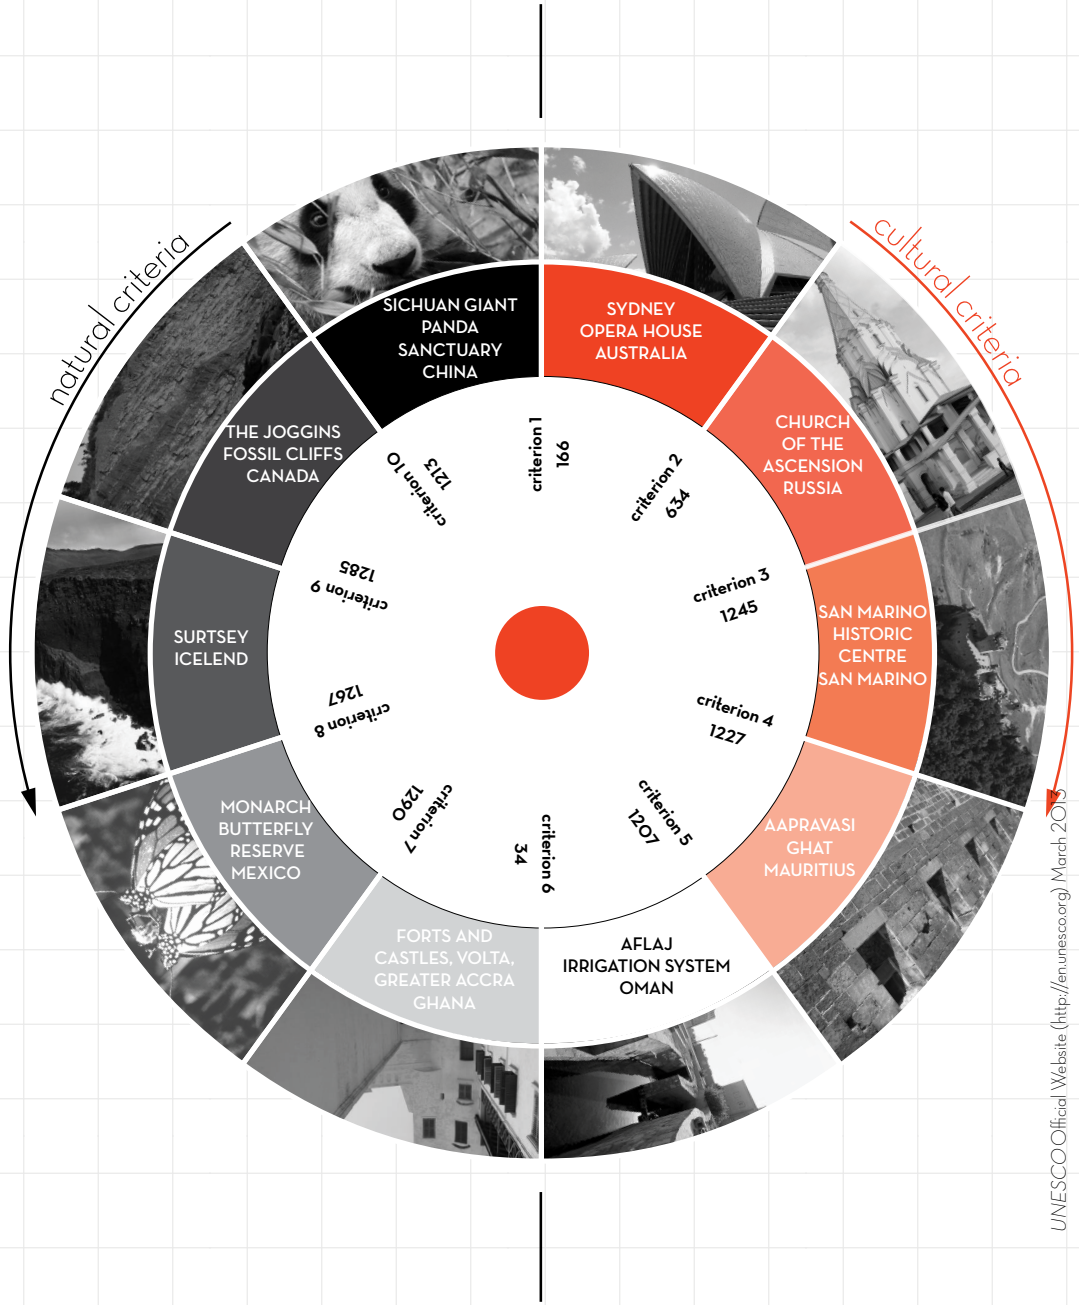 natural criteria
cultural criteria
SICHUAN GIANT
PANDA
SANCTUARY
CHINA
SYDNEY
OPERA HOUSE
AUSTRALIA
THE JOGGINS
FOSSIL CLIFFS
CANADA
CHURCH
OF THE
ASCENSION
RUSSIA
SURTSEY
ICELEND
SAN MARINO
HISTORIC
CENTRE
SAN MARINO
MONARCH
BUTTERFLY
RESERVE
MEXICO
AAPRAVASI
GHAT
MAURITIUS
FORTS AND
CASTLES, VOLTA,
GREATER ACCRA
GHANA
AFLAJ
IRRIGATION SYSTEM
OMAN
criterion 1
166
criterion 2
634
criterion 3
1245
criterion 4
1227
criterion 5
1207
criterion 6
34
criterion 7
1290
criterion 8
1267
criterion 9
1285
criterion 10
1213
UNESCO Official Website (http://en.unesco.org) March 2013